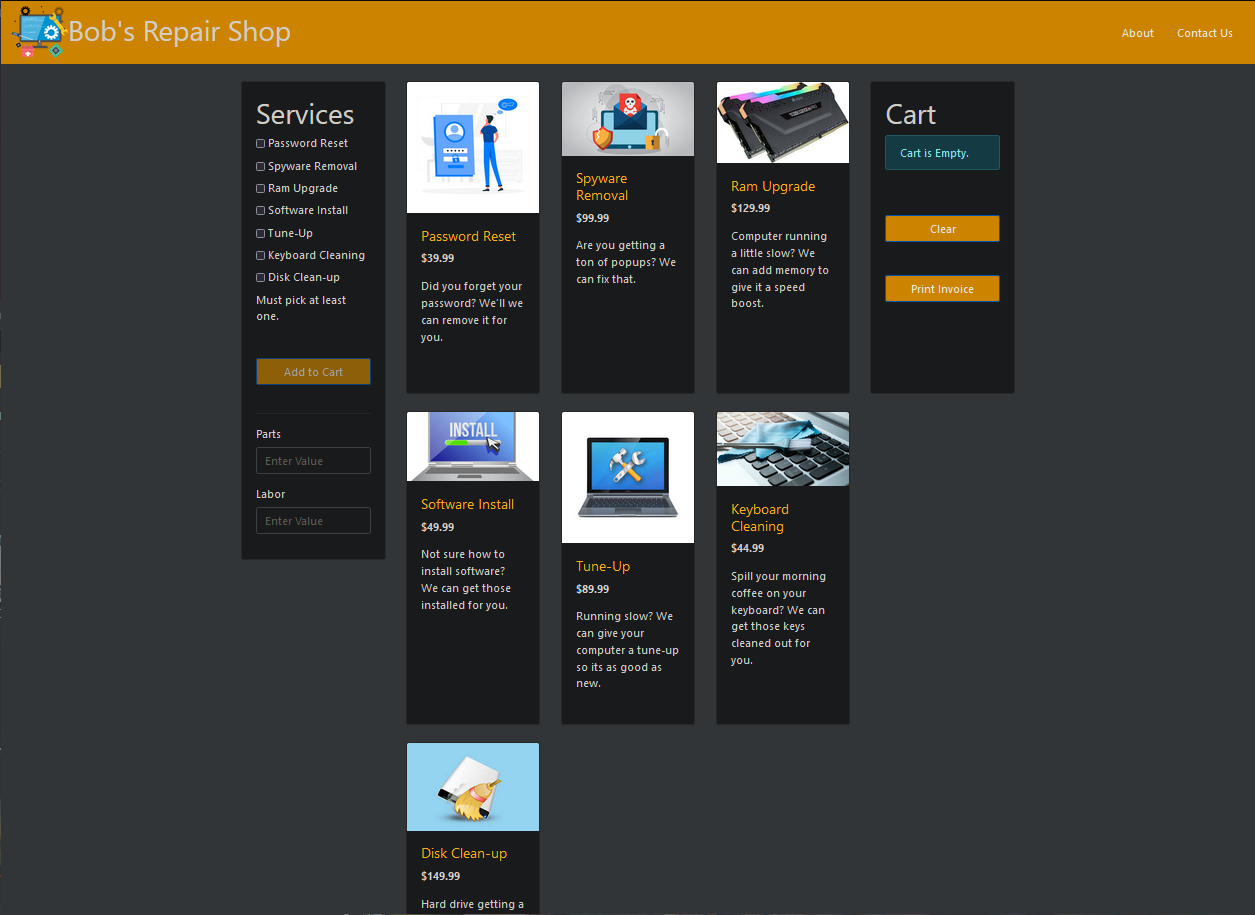 Bob's Repair Shop
About
Contact Us
Services
Password Reset
Spyware Removal
Ram Upgrade
Software Install
Tune-Up
Keyboard Cleaning
Disk Clean-up
Must pick at least
one.
Add to Cart
Parts
Enter Value
Labor
Enter Value
Password Reset
$39.99
Did you forget your
password? We'll we
can remove it for
you.
Spyware
Removal
$99.99
Are you getting a
ton of popups? We
can fix that.
Ram Upgrade
$129.99
Computer running
a little slow? We
can add memory to
give it a speed
boost.
Cart
Cart is Empty.
Clear
Print Invoice
INSTALL
Software Install
$49.99
Not sure how to
install software?
We can get those
installed for you.
Tune-Up
$89.99
Running slow? We
can give your
computer a tune-up
so its as good as
new.
Keyboard
Cleaning
$44.99
Spill your morning
coffee on your
keyboard? We can
get those keys
cleaned out for
you.
Disk Clean-up
$149.99
Hard drive getting a